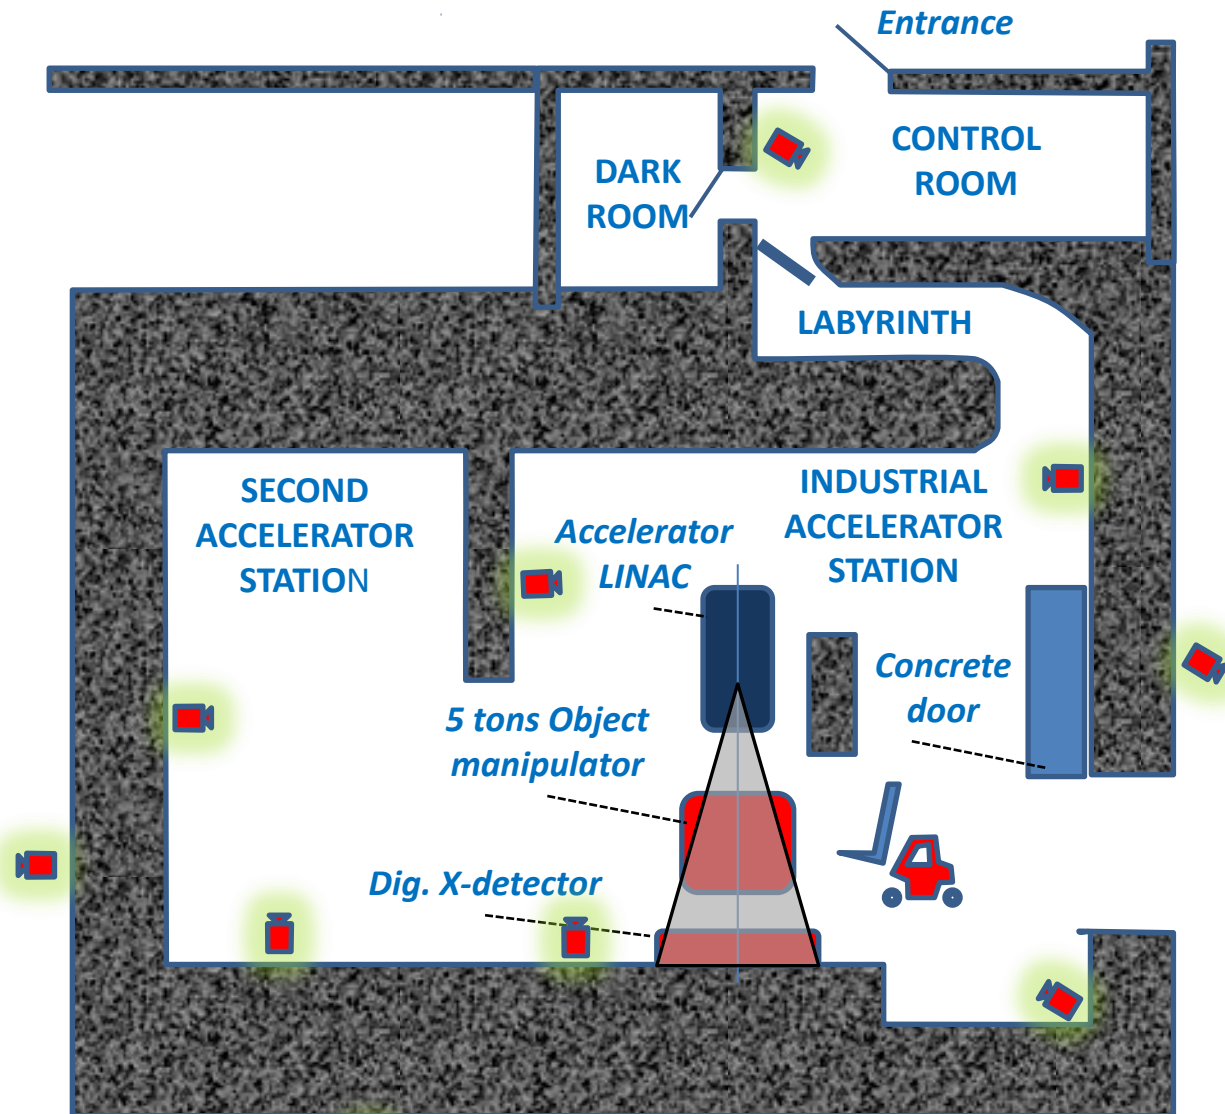 Entrance
CONTROL
ROOM
DARK
ROOM
LABYRINTH
SECOND
ACCELERATOR
STATION
INDUSTRIAL
ACCELERATOR
STATION
Accelerator
LINAC
Concrete
door
5 tons Object
manipulator
Dig. X-detector